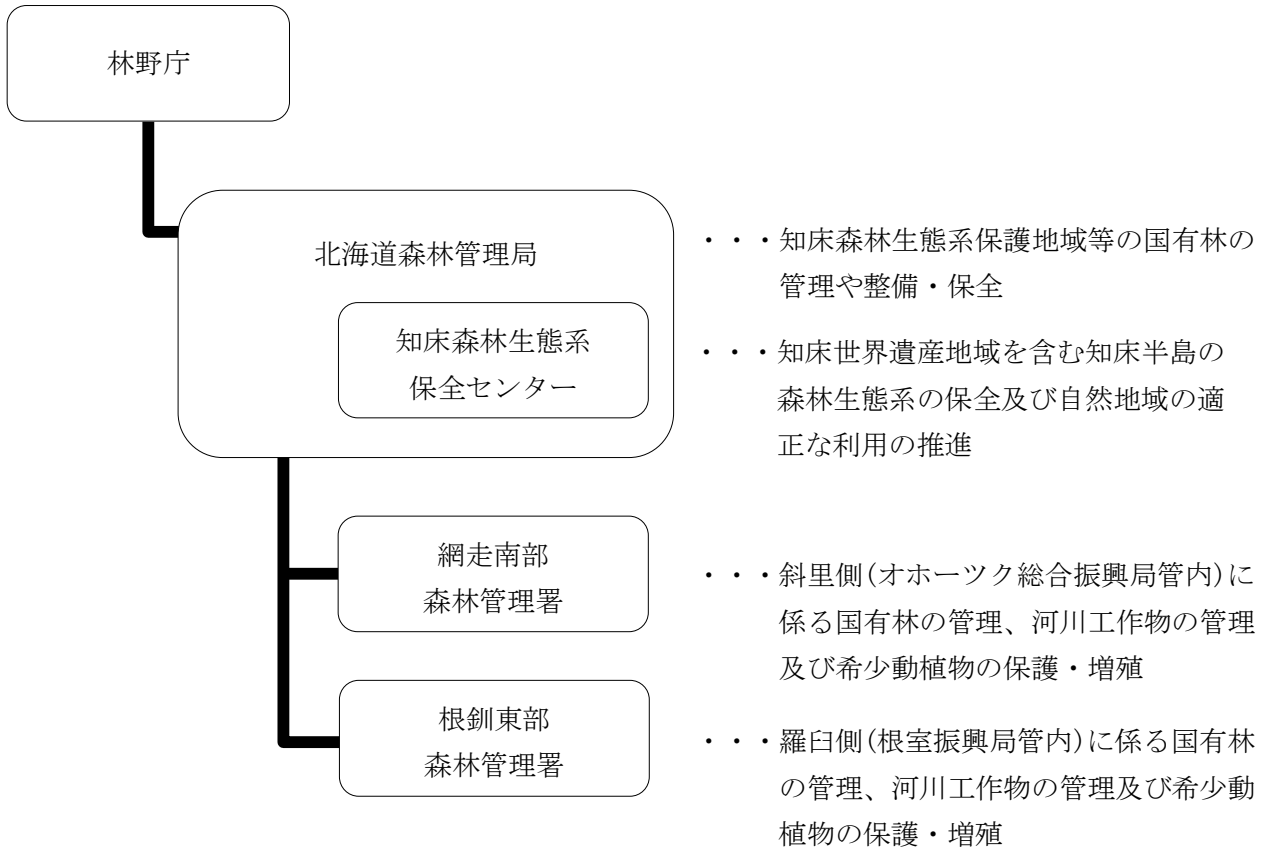 林野庁
北海道森林管理局
・・・知床森林生態系保護地域等の国有林の
管理や整備・保全
知床森林生態系
保全センター
・・・知床世界遺産地域を含む知床半島の
森林生態系の保全及び自然地域の適
正な利用の推進
網走南部
森林管理署
・・・斜里側(オホーツク総合振興局管内)に
係る国有林の管理、河川工作物の管理
及び希少動植物の保護・増殖
根釧東部
森林管理署
・・・羅臼側(根室振興局管内)に係る国有林
の管理、河川工作物の管理及び希少動
植物の保護・増殖